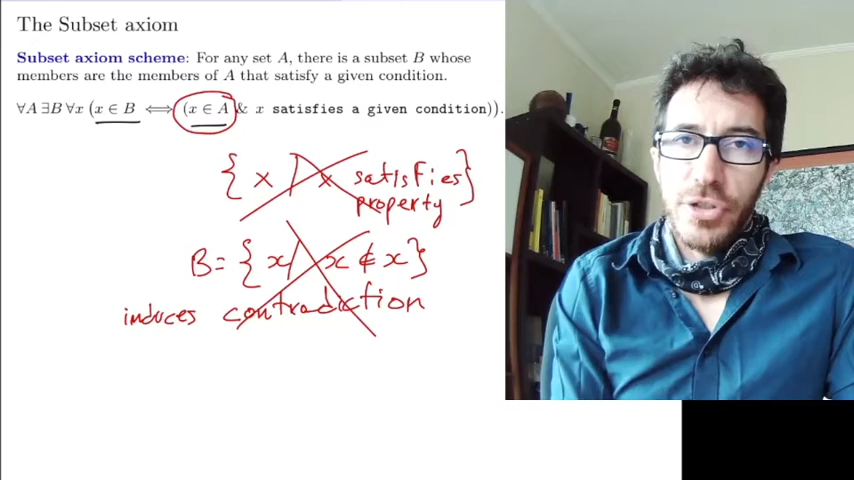 The Subset axiom
Subset axiom scheme: For any set A, there is a subset B whose
members are the members of A that satisfy a given condition.
∀A ∃B ∀x (x ∈ B ⟺ (x ∈ A & x satisfies a given condition)).
{ x | x satisfies
property }
B = { x | x ∉ x }
induces contradiction